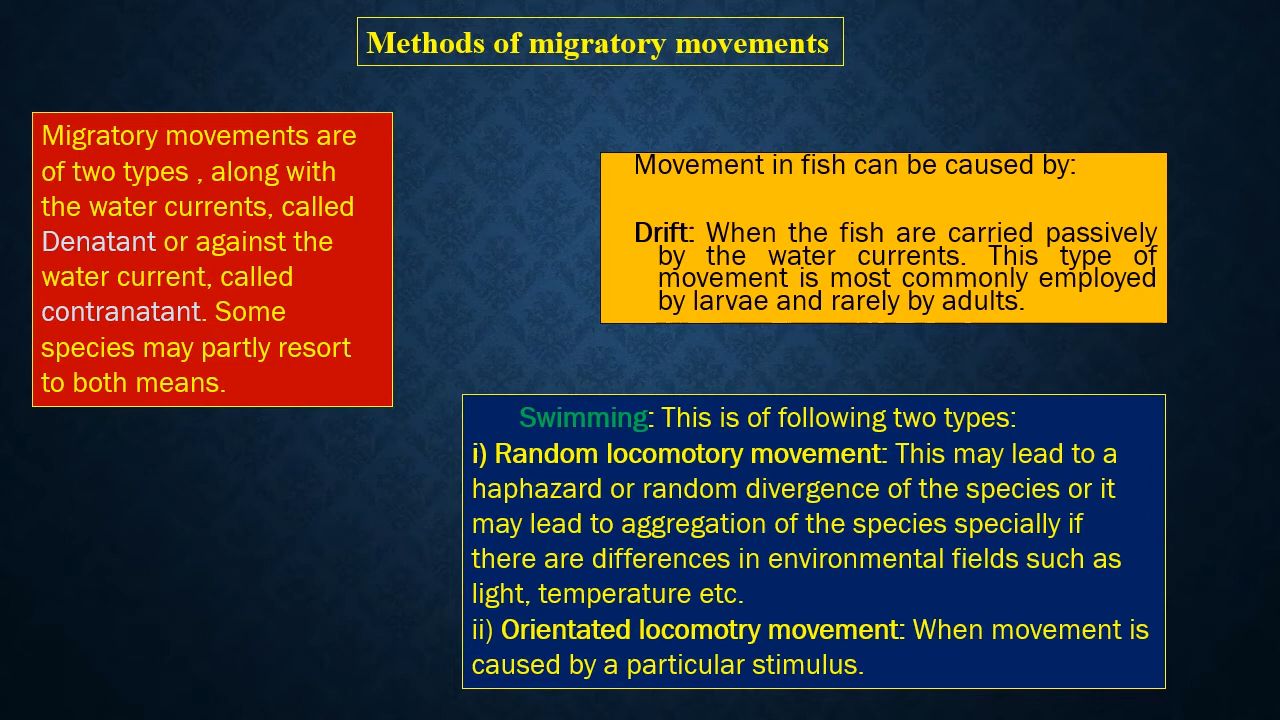 Methods of migratory movements
Migratory movements are
of two types , along with
the water currents, called
Denatant or against the
water current, called
contranatant. Some
species may partly resort
to both means.
Movement in fish can be caused by:
Drift: When the fish are carried passively
by the water currents. This type of
movement is most commonly employed
by larvae and rarely by adults.
Swimming: This is of following two types:
i) Random locomotory movement: This may lead to a
haphazard or random divergence of the species or it
may lead to aggregation of the species specially if
there are differences in environmental fields such as
light, temperature etc.
ii) Orientated locomotry movement: When movement is
caused by a particular stimulus.